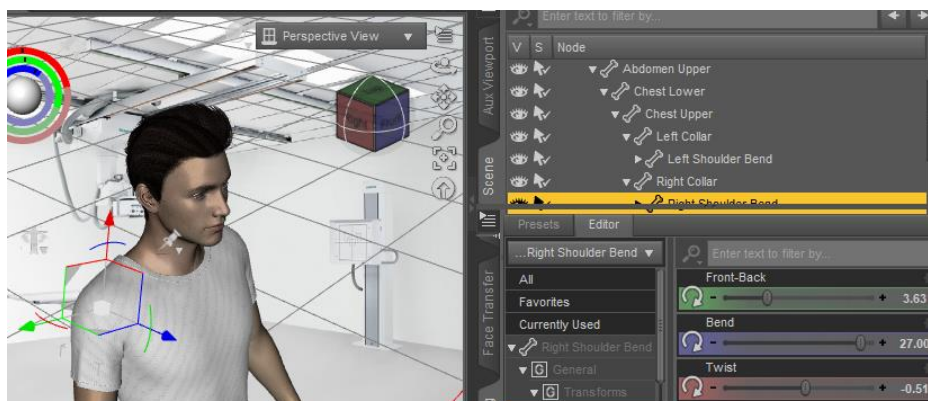 Perspective View
Enter text to filter by...
V S Node
Abdomen Upper
Chest Lower
Chest Upper
Left Collar
Left Shoulder Bend
Right Collar
Right Shoulder Bend
Aux Viewport
Scene
Face Transfer
Presets Editor
...Right Shoulder Bend
Enter text to filter by...
All
Favorites
Currently Used
Right Shoulder Bend
G General
G Transforms
Front-Back
- + 3.63
Bend
- + 27.00
Twist
- + -0.51